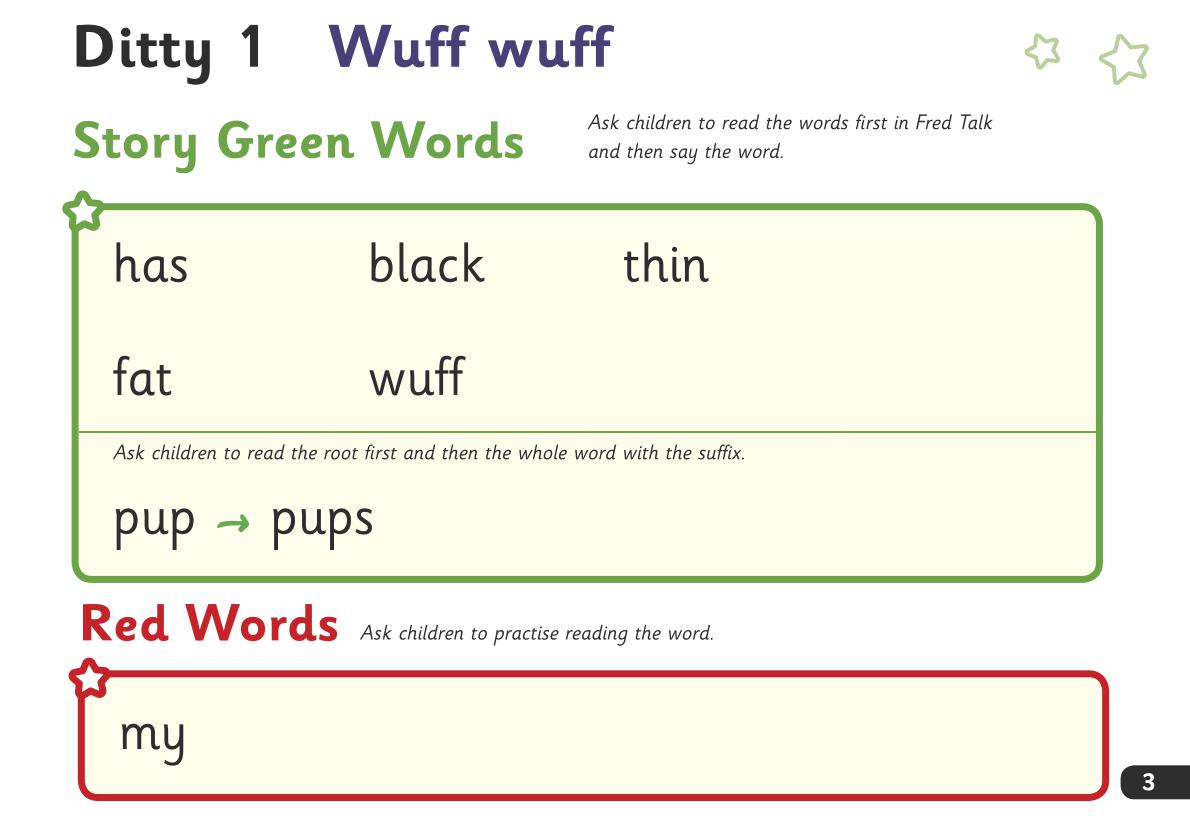 Ditty 1 Wuff wuff
Story Green Words
Ask children to read the words first in Fred Talk
and then say the word.
has black thin
fat wuff
Ask children to read the root first and then the whole word with the suffix.
pup → pups
Red Words Ask children to practise reading the word.
my
3